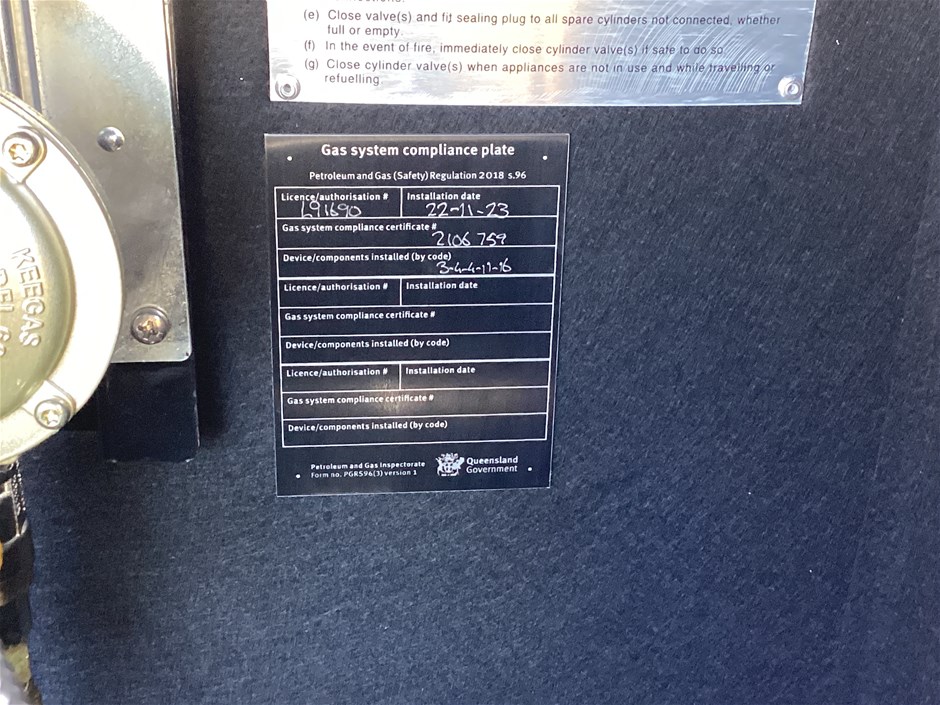 (e) Close valve(s) and fit sealing plug to all spare cylinders not connected, whether
full or empty.
(f) In the event of fire, immediately close cylinder valve(s) if safe to do so
(g) Close cylinder valve(s) when appliances are not in use and while travelling or
refuelling
KEEGAS
Gas system compliance plate
Petroleum and Gas (Safety) Regulation 2018 s.96
Licence/authorisation # Installation date
L91690 22-11-23
Gas system compliance certificate #
2106 759
Device/components installed (by code)
3-4-4-11-16
Licence/authorisation # Installation date
Gas system compliance certificate #
Device/components installed (by code)
Licence/authorisation # Installation date
Gas system compliance certificate #
Device/components installed (by code)
Petroleum and Gas Inspectorate
Form no. PGRS96(3) version 1
Queensland
Government